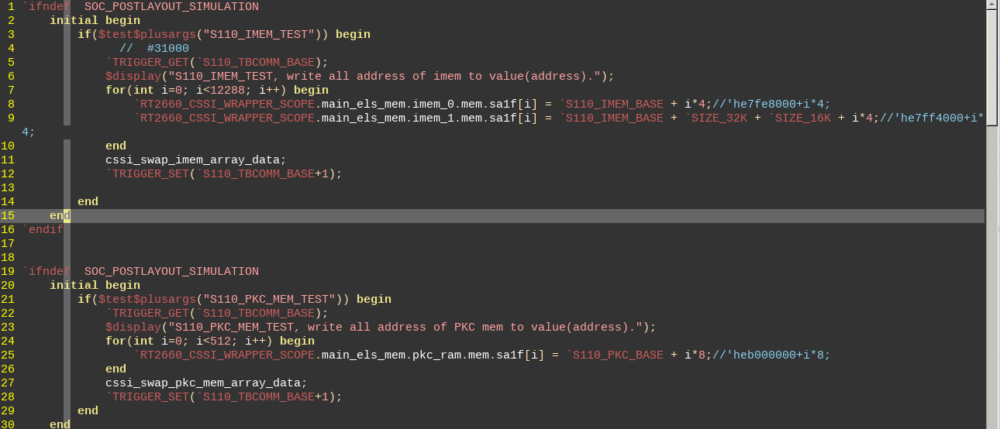 1 `ifndef  SOC_POSTLAYOUT_SIMULATION
2     initial begin
3         if($test$plusargs("S110_IMEM_TEST")) begin
4               //  #31000
5             `TRIGGER_GET(`S110_TBCOMM_BASE);
6             $display("S110_IMEM_TEST, write all address of imem to value(address).");
7             for(int i=0; i<12288; i++) begin
8                 `RT2660_CSSI_WRAPPER_SCOPE.main_els_mem.imem_0.mem.sa1f[i] = `S110_IMEM_BASE + i*4;//'he7fe8000+i*4;
9                 `RT2660_CSSI_WRAPPER_SCOPE.main_els_mem.imem_1.mem.sa1f[i] = `S110_IMEM_BASE + `SIZE_32K + `SIZE_16K + i*4;//'he7ff4000+i*
4;
10             end
11             cssi_swap_imem_array_data;
12             `TRIGGER_SET(`S110_TBCOMM_BASE+1);
13
14         end
15     end
16 `endif
17
18
19 `ifndef  SOC_POSTLAYOUT_SIMULATION
20     initial begin
21         if($test$plusargs("S110_PKC_MEM_TEST")) begin
22             `TRIGGER_GET(`S110_TBCOMM_BASE);
23             $display("S110_PKC_MEM_TEST, write all address of PKC mem to value(address).");
24             for(int i=0; i<512; i++) begin
25                 `RT2660_CSSI_WRAPPER_SCOPE.main_els_mem.pkc_ram.mem.sa1f[i] = `S110_PKC_BASE + i*8;//'heb000000+i*8;
26             end
27             cssi_swap_pkc_mem_array_data;
28             `TRIGGER_SET(`S110_TBCOMM_BASE+1);
29         end
30     end